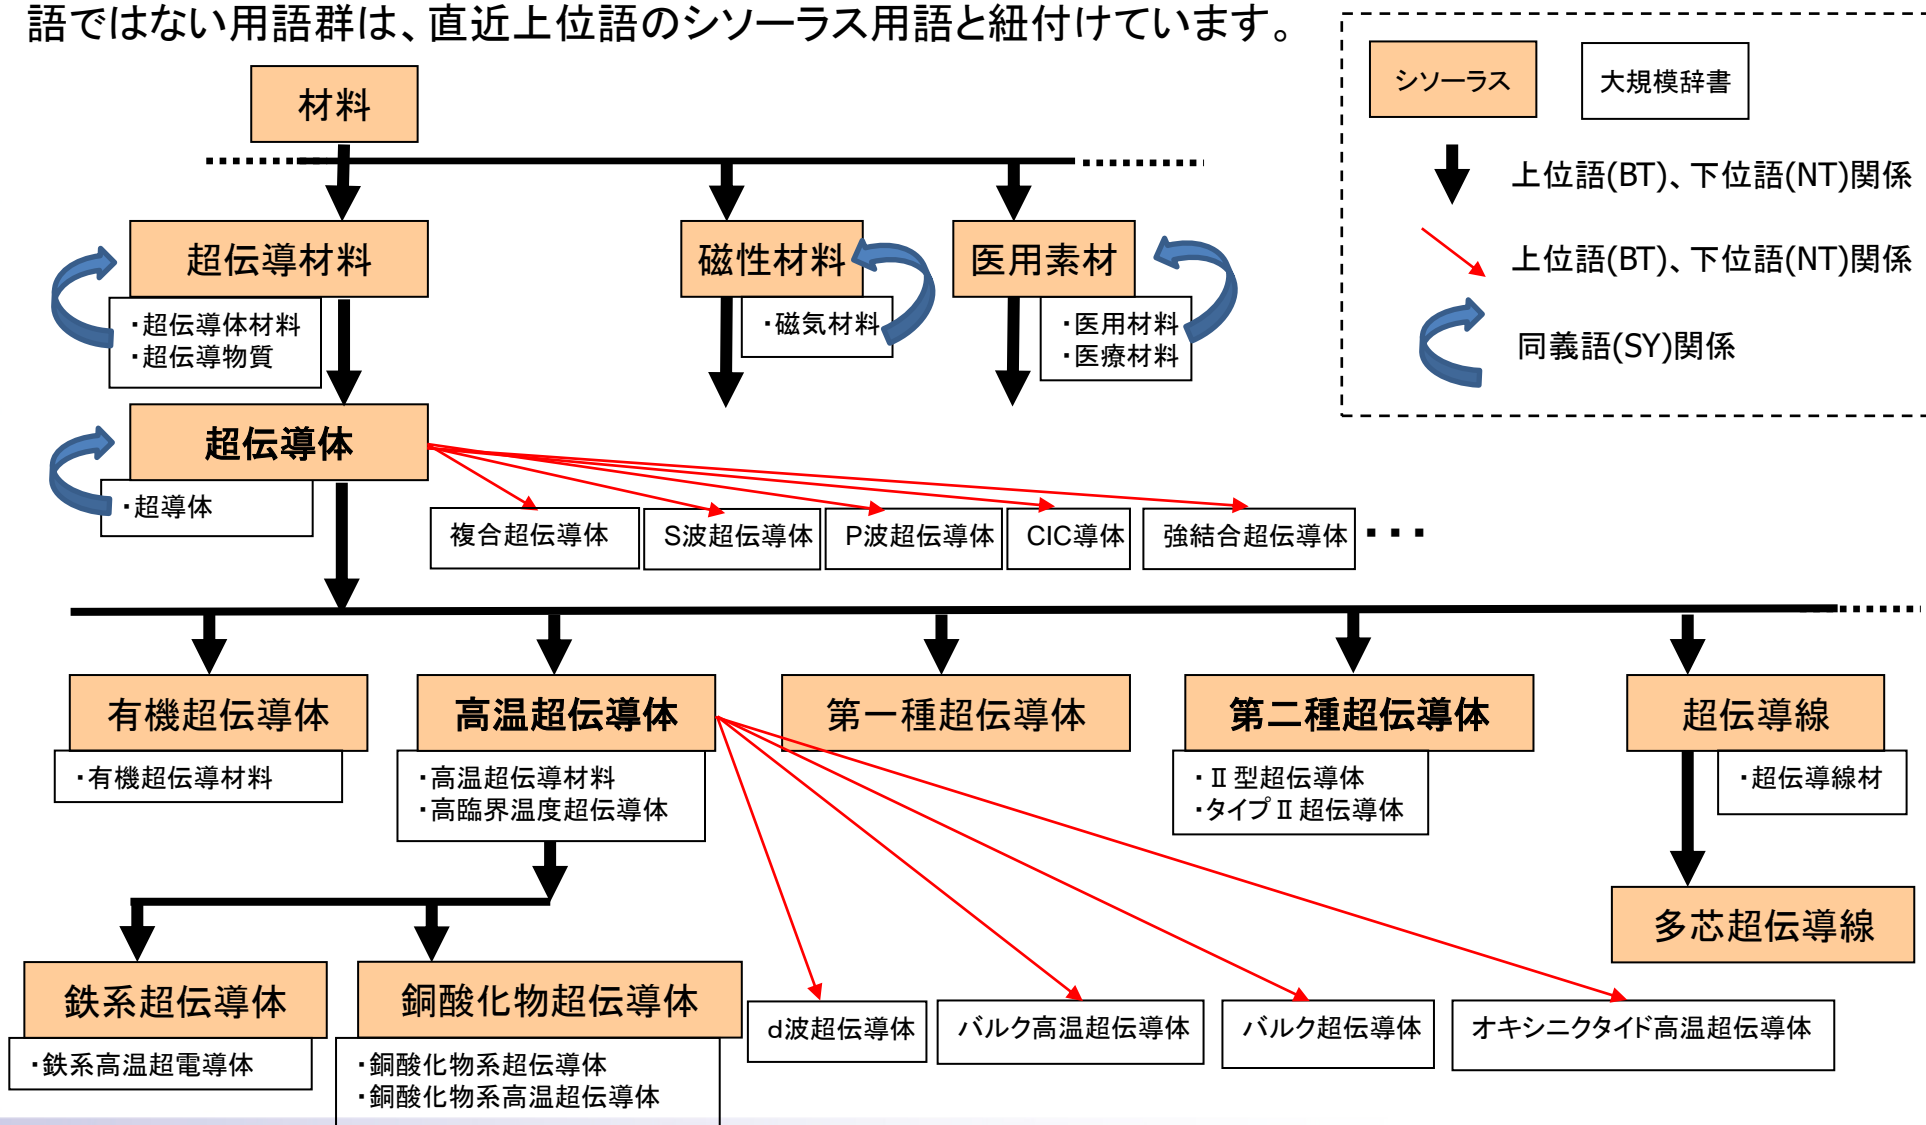 語ではない用語群は、直近上位語のシソーラス用語と紐付けています。
シソーラス
大規模辞書
上位語(BT)、下位語(NT)関係
上位語(BT)、下位語(NT)関係
同義語(SY)関係
材料
超伝導材料
・超伝導体材料
・超伝導物質
磁性材料
・磁気材料
医用素材
・医用材料
・医療材料
超伝導体
・超導体
複合超伝導体
S波超伝導体
P波超伝導体
CIC導体
強結合超伝導体
・・・
有機超伝導体
・有機超伝導材料
高温超伝導体
・高温超伝導材料
・高臨界温度超伝導体
第一種超伝導体
第二種超伝導体
・Ⅱ型超伝導体
・タイプⅡ超伝導体
超伝導線
・超伝導線材
多芯超伝導線
鉄系超伝導体
・鉄系高温超電導体
銅酸化物超伝導体
・銅酸化物系超伝導体
・銅酸化物系高温超伝導体
d波超伝導体
バルク高温超伝導体
バルク超伝導体
オキシニクタイド高温超伝導体